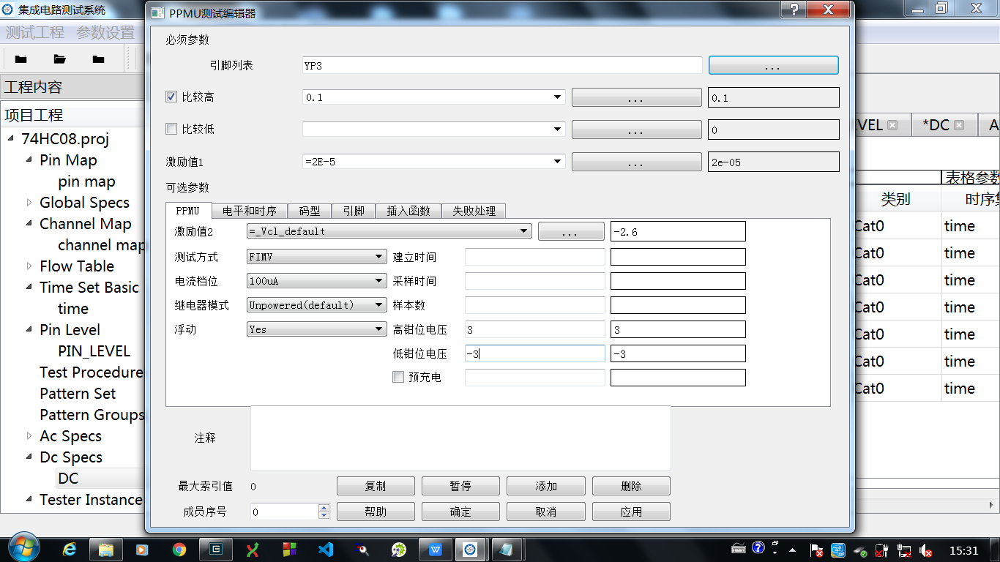 集成电路测试系统
PPMU测试编辑器
测试工程 参数设置
工程内容
项目工程
74HC08.proj
Pin Map
pin map
Global Specs
Channel Map
channel map
Flow Table
Time Set Basic
time
Pin Level
PIN_LEVEL
Test Procedure
Pattern Set
Pattern Groups
Ac Specs
Dc Specs
DC
Tester Instance
必须参数
引脚列表 YP3 ...
比较高 0.1 ... 0.1
比较低 ... 0
激励值1 =2E-5 ... 2e-05
可选参数
PPMU 电平和时序 码型 引脚 插入函数 失败处理
激励值2 =_Vcl_default ... -2.6
测试方式 FIMV 建立时间
电流档位 100uA 采样时间
继电器模式 Unpowered(default) 样本数
浮动 Yes 高钳位电压 3 3
低钳位电压 -3 -3
预充电
注释
最大索引值 0 复制 暂停 添加 删除
成员序号 0 帮助 确定 取消 应用
EVEL *DC A
表格参数
类别 时序集
Cat0 time
Cat0 time
Cat0 time
Cat0 time
Cat0 time
Cat0 time
Cat0 time
15:31